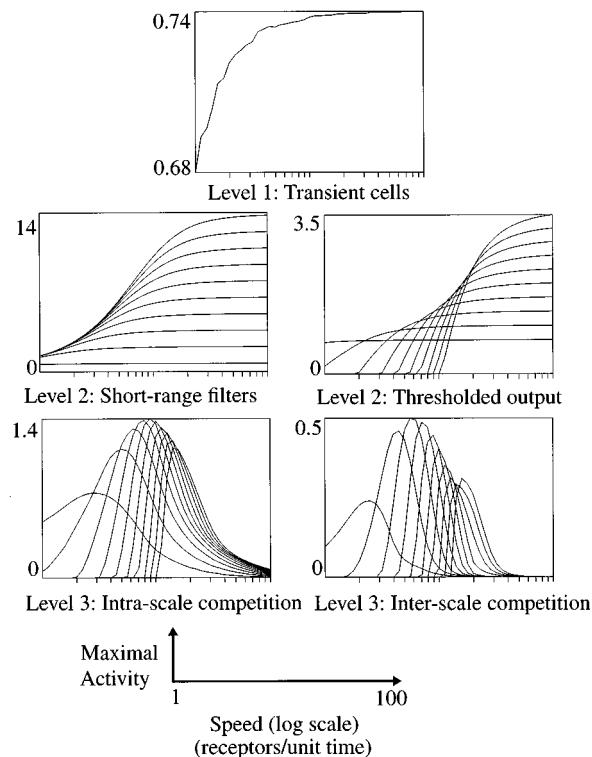 0.74
0.68
Level 1: Transient cells
14
0
Level 2: Short-range filters
3.5
0
Level 2: Thresholded output
1.4
0
Level 3: Intra-scale competition
0.5
0
Level 3: Inter-scale competition
Maximal
Activity
1
100
Speed (log scale)
(receptors/unit time)